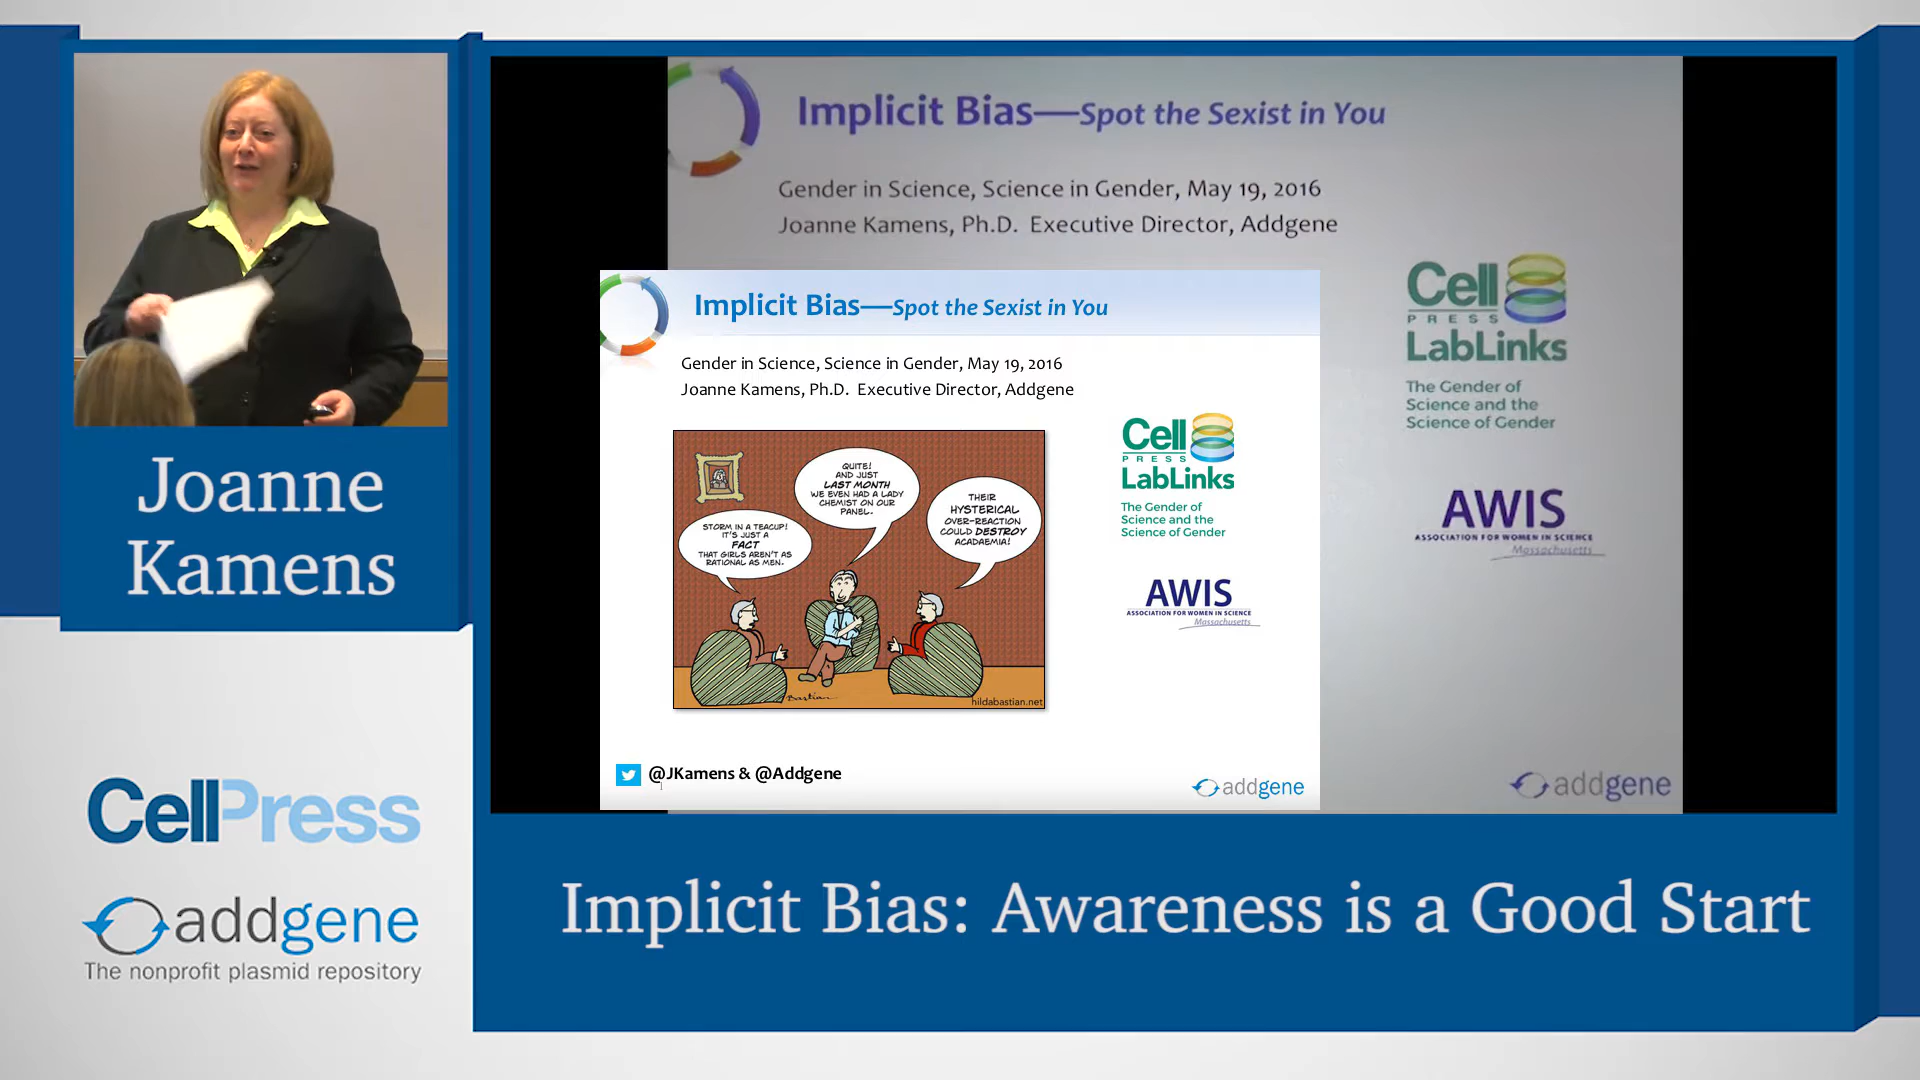 Implicit Bias—Spot the Sexist in You
Gender in Science, Science in Gender, May 19, 2016
Joanne Kamens, Ph.D. Executive Director, Addgene
Cell
PRESS
LabLinks
The Gender of
Science and the
Science of Gender
AWIS
ASSOCIATION FOR WOMEN IN SCIENCE
Massachusetts
addgene
Implicit Bias—Spot the Sexist in You
Gender in Science, Science in Gender, May 19, 2016
Joanne Kamens, Ph.D. Executive Director, Addgene
STORM IN A TEACUP!
IT'S JUST A
FACT
THAT GIRLS AREN'T AS
RATIONAL AS MEN.
QUITE!
AND JUST
LAST MONTH
WE EVEN HAD A LADY
CHEMIST ON OUR
PANEL.
THEIR
HYSTERICAL
OVER-REACTION
COULD DESTROY
ACADAEMIA!
Bastian
hildabastian.net
Cell
PRESS
LabLinks
The Gender of
Science and the
Science of Gender
AWIS
ASSOCIATION FOR WOMEN IN SCIENCE
Massachusetts
@JKamens & @Addgene
1
addgene
Joanne
Kamens
CellPress
addgene
The nonprofit plasmid repository
Implicit Bias: Awareness is a Good Start